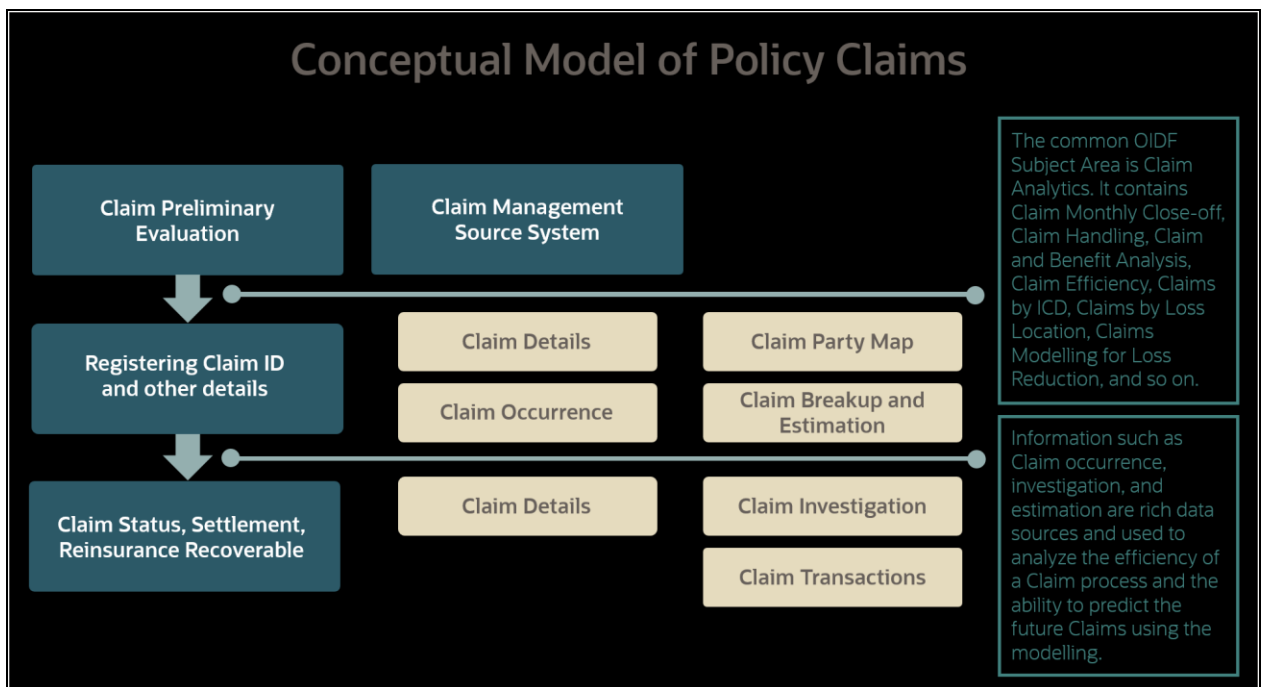 Conceptual Model of Policy Claims
Claim Preliminary
Evaluation
Claim Management
Source System
The common OIDF
Subject Area is Claim
Analytics. It contains
Claim Monthly Close-off,
Claim Handling, Claim
and Benefit Analysis,
Claim Efficiency, Claims
by ICD, Claims by Loss
Location, Claims
Modelling for Loss
Reduction, and so on.
Registering Claim ID
and other details
Claim Details
Claim Party Map
Claim Occurrence
Claim Breakup and
Estimation
Claim Status, Settlement,
Reinsurance Recoverable
Claim Details
Claim Investigation
Claim Transactions
Information such as
Claim occurrence,
investigation, and
estimation are rich data
sources and used to
analyze the efficiency of
a Claim process and the
ability to predict the
future Claims using the
modelling.